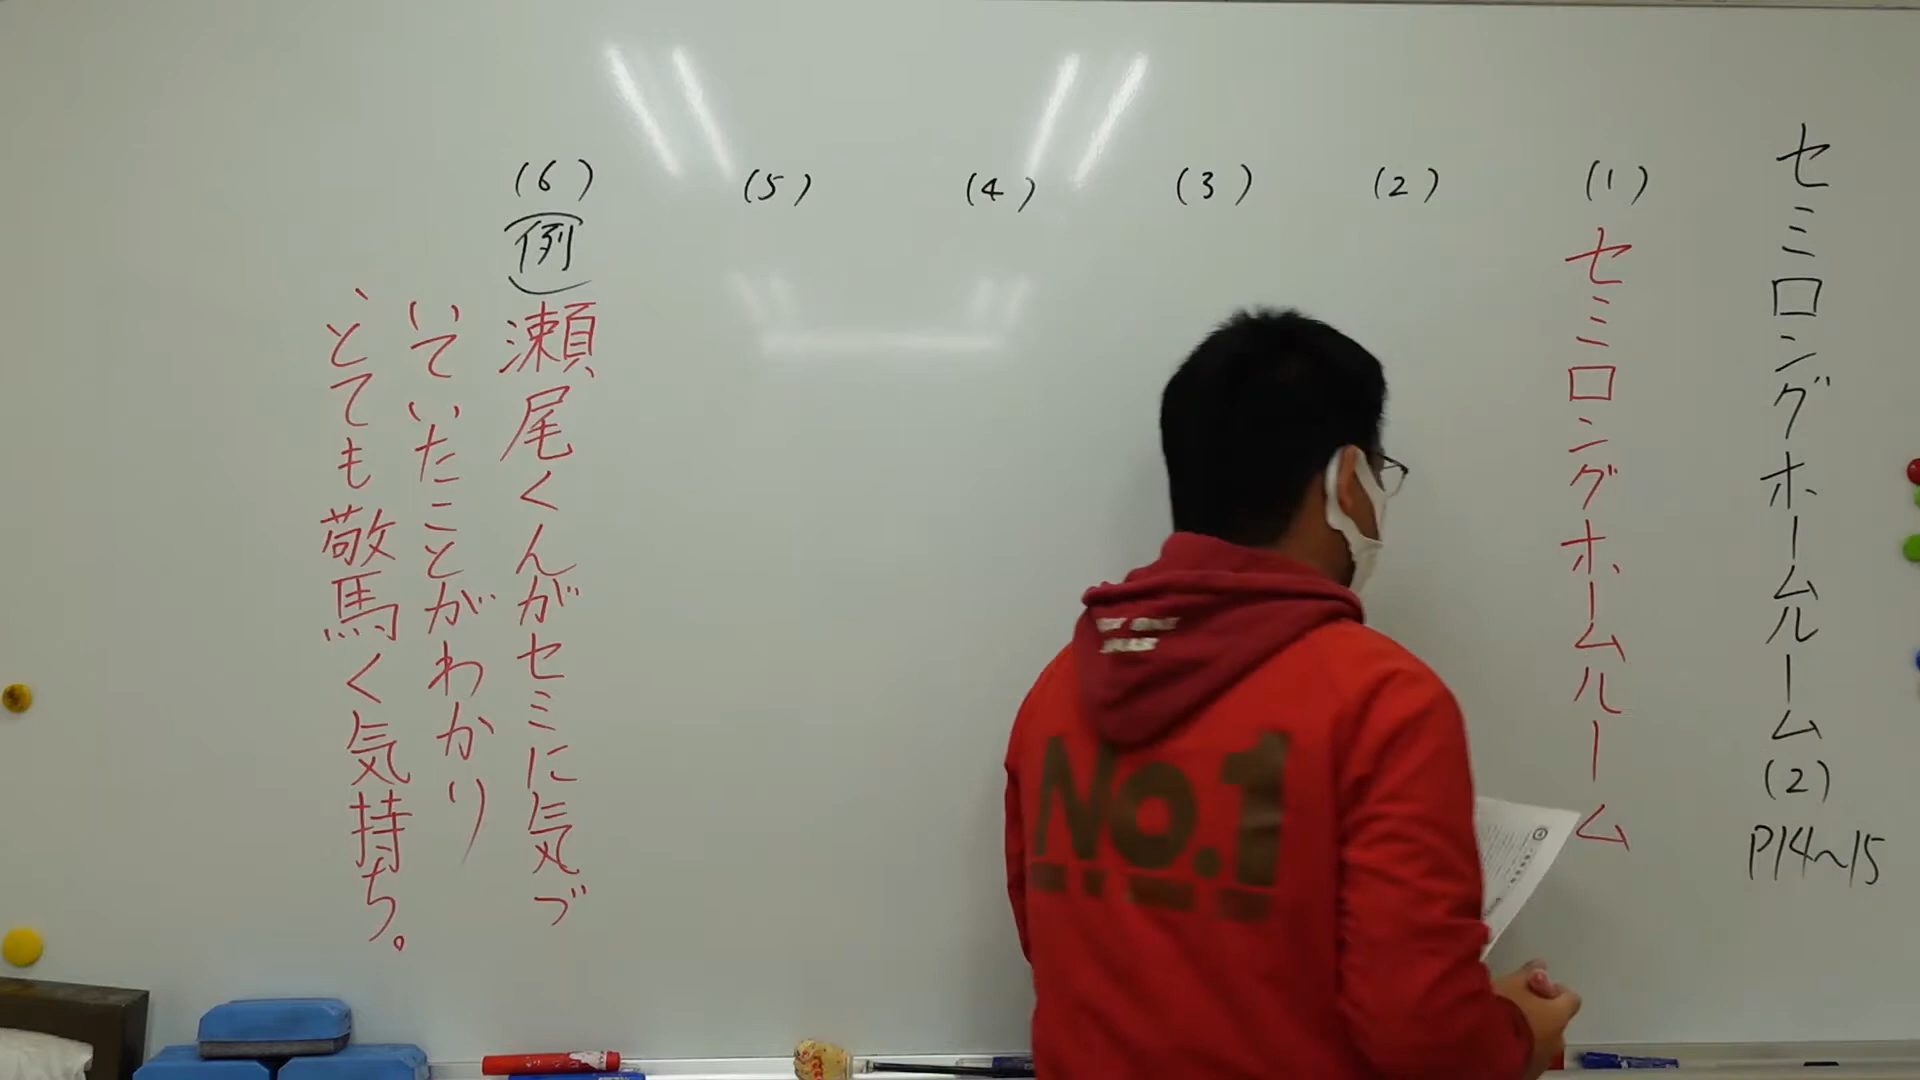 セミロングホームルーム(2) P14〜15
(1) セミロングホームルーム
(2)
(3)
(4)
(5)
(6) 例 瀬尾くんがセミに気づ
いていたことがわかり
、とても驚く気持ち。
No.1